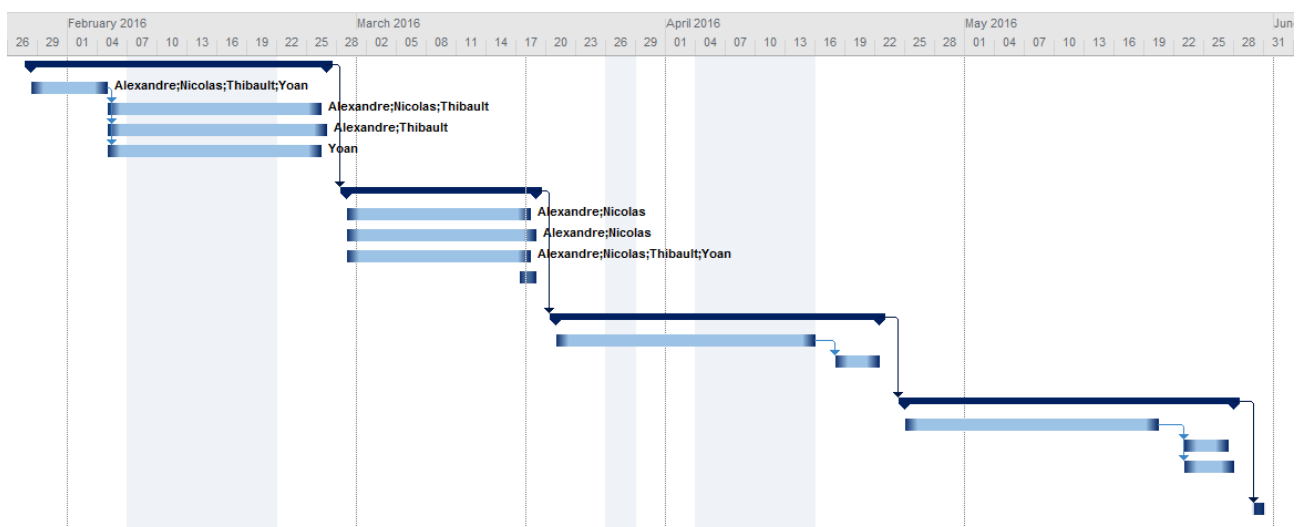 February 2016 March 2016 April 2016 May 2016 Jun
26 29 01 04 07 10 13 16 19 22 25 28 02 05 08 11 14 17 20 23 26 29 01 04 07 10 13 16 19 22 25 28 01 04 07 10 13 16 19 22 25 28 31
Alexandre;Nicolas;Thibault;Yoan
Alexandre;Nicolas;Thibault
Alexandre;Thibault
Yoan
Alexandre;Nicolas
Alexandre;Nicolas
Alexandre;Nicolas;Thibault;Yoan